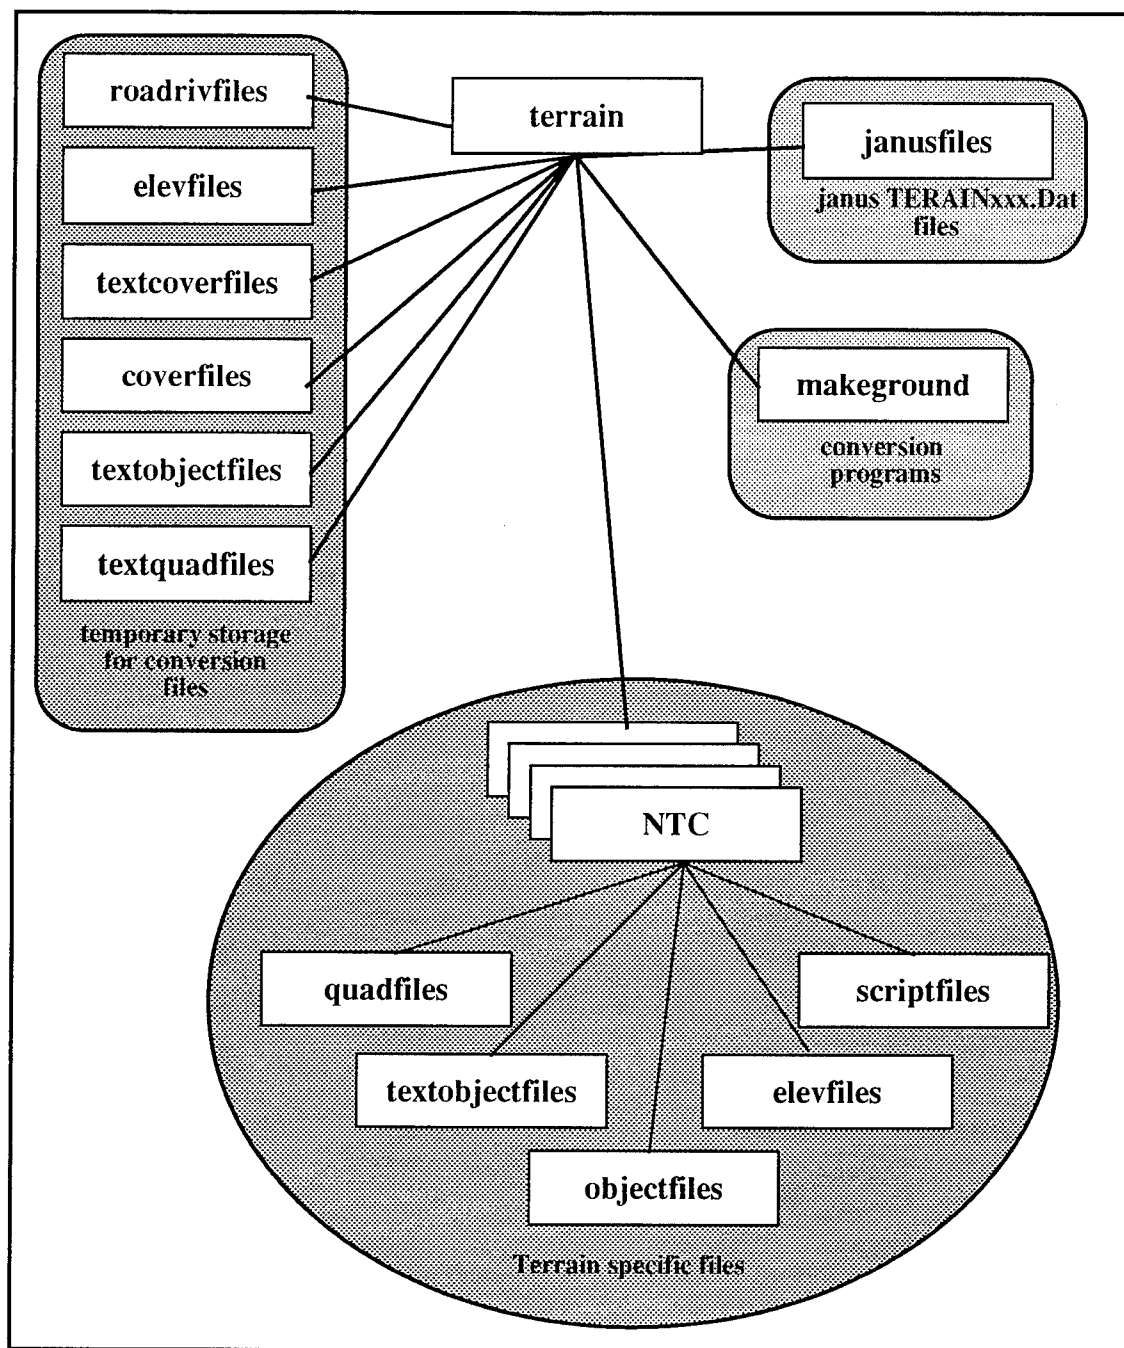 roadrivfiles
elevfiles
textcoverfiles
coverfiles
textobjectfiles
textquadfiles
temporary storage
for conversion
files
terrain
janusfiles
janus TERAINxxx.Dat
files
makeground
conversion
programs
NTC
quadfiles
scriptfiles
textobjectfiles
elevfiles
objectfiles
Terrain specific files